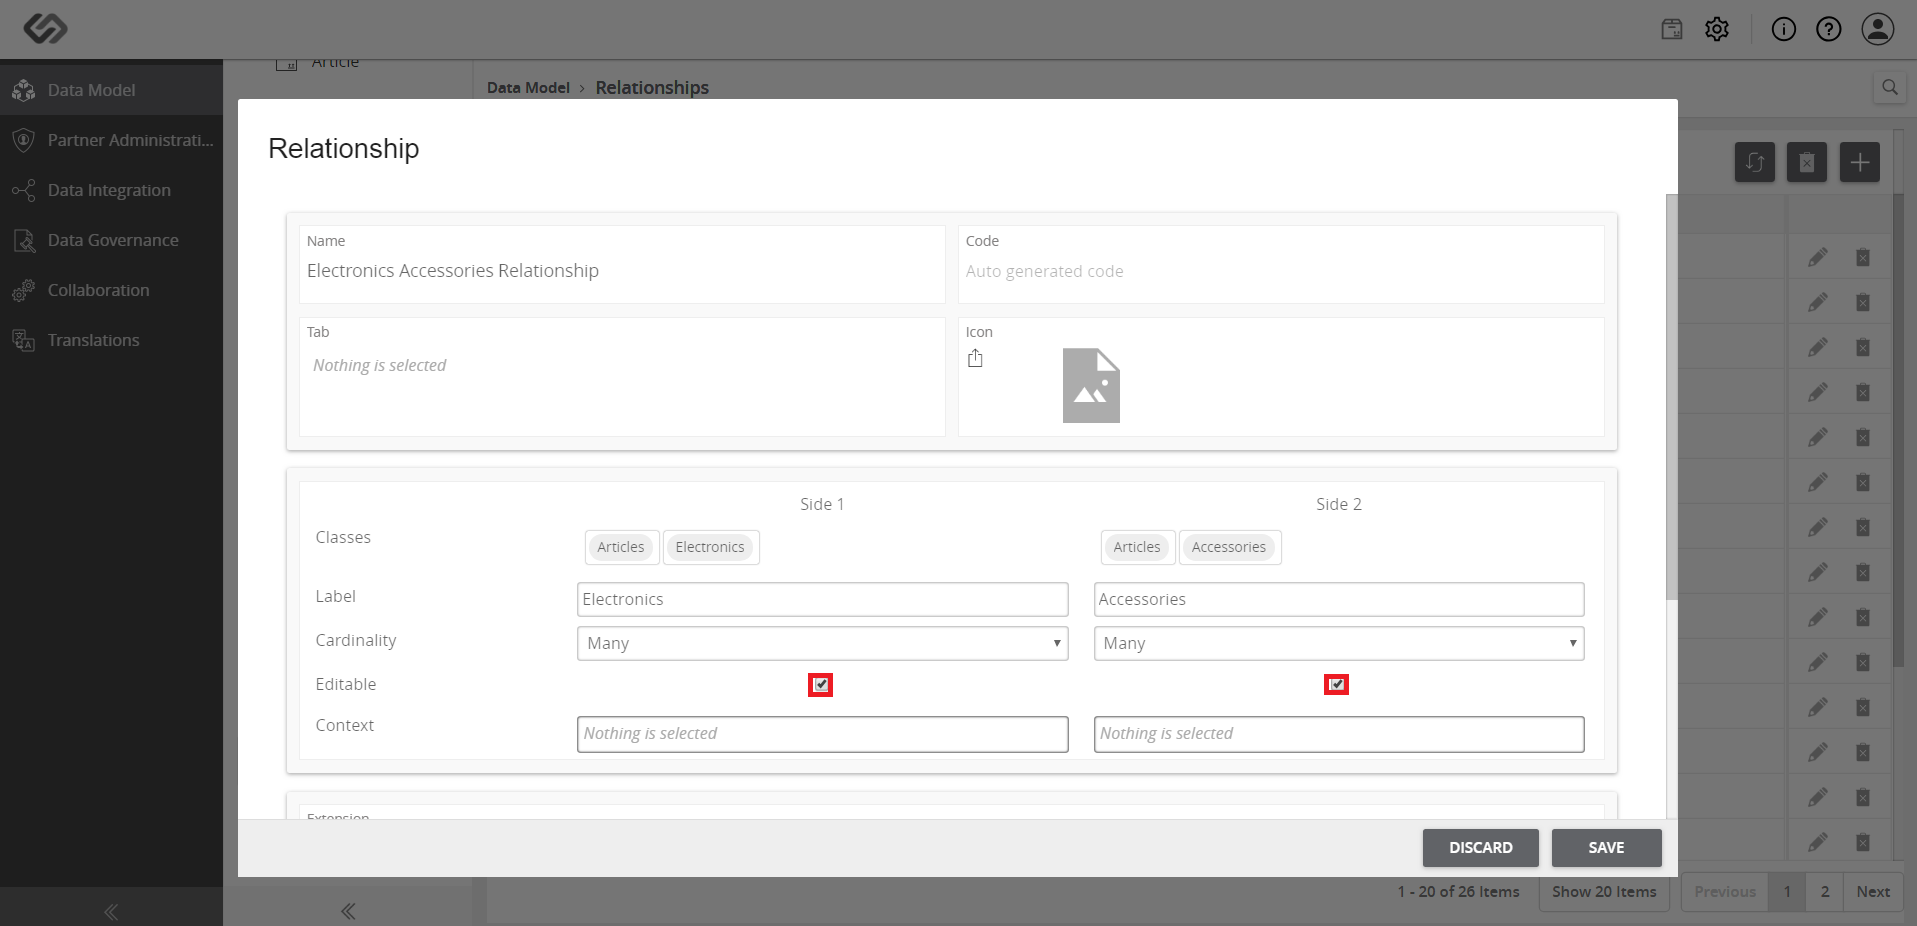 Article
Data Model
Partner Administrati...
Data Integration
Data Governance
Collaboration
Translations
Data Model > Relationships
Relationship
Name
Electronics Accessories Relationship
Code
Auto generated code
Tab
Nothing is selected
Icon
Side 1 Side 2
Classes Articles Electronics Articles Accessories
Label Electronics Accessories
Cardinality Many Many
Editable
Context Nothing is selected Nothing is selected
Extension
DISCARD SAVE
1 - 20 of 26 Items Show 20 Items Previous 1 2 Next